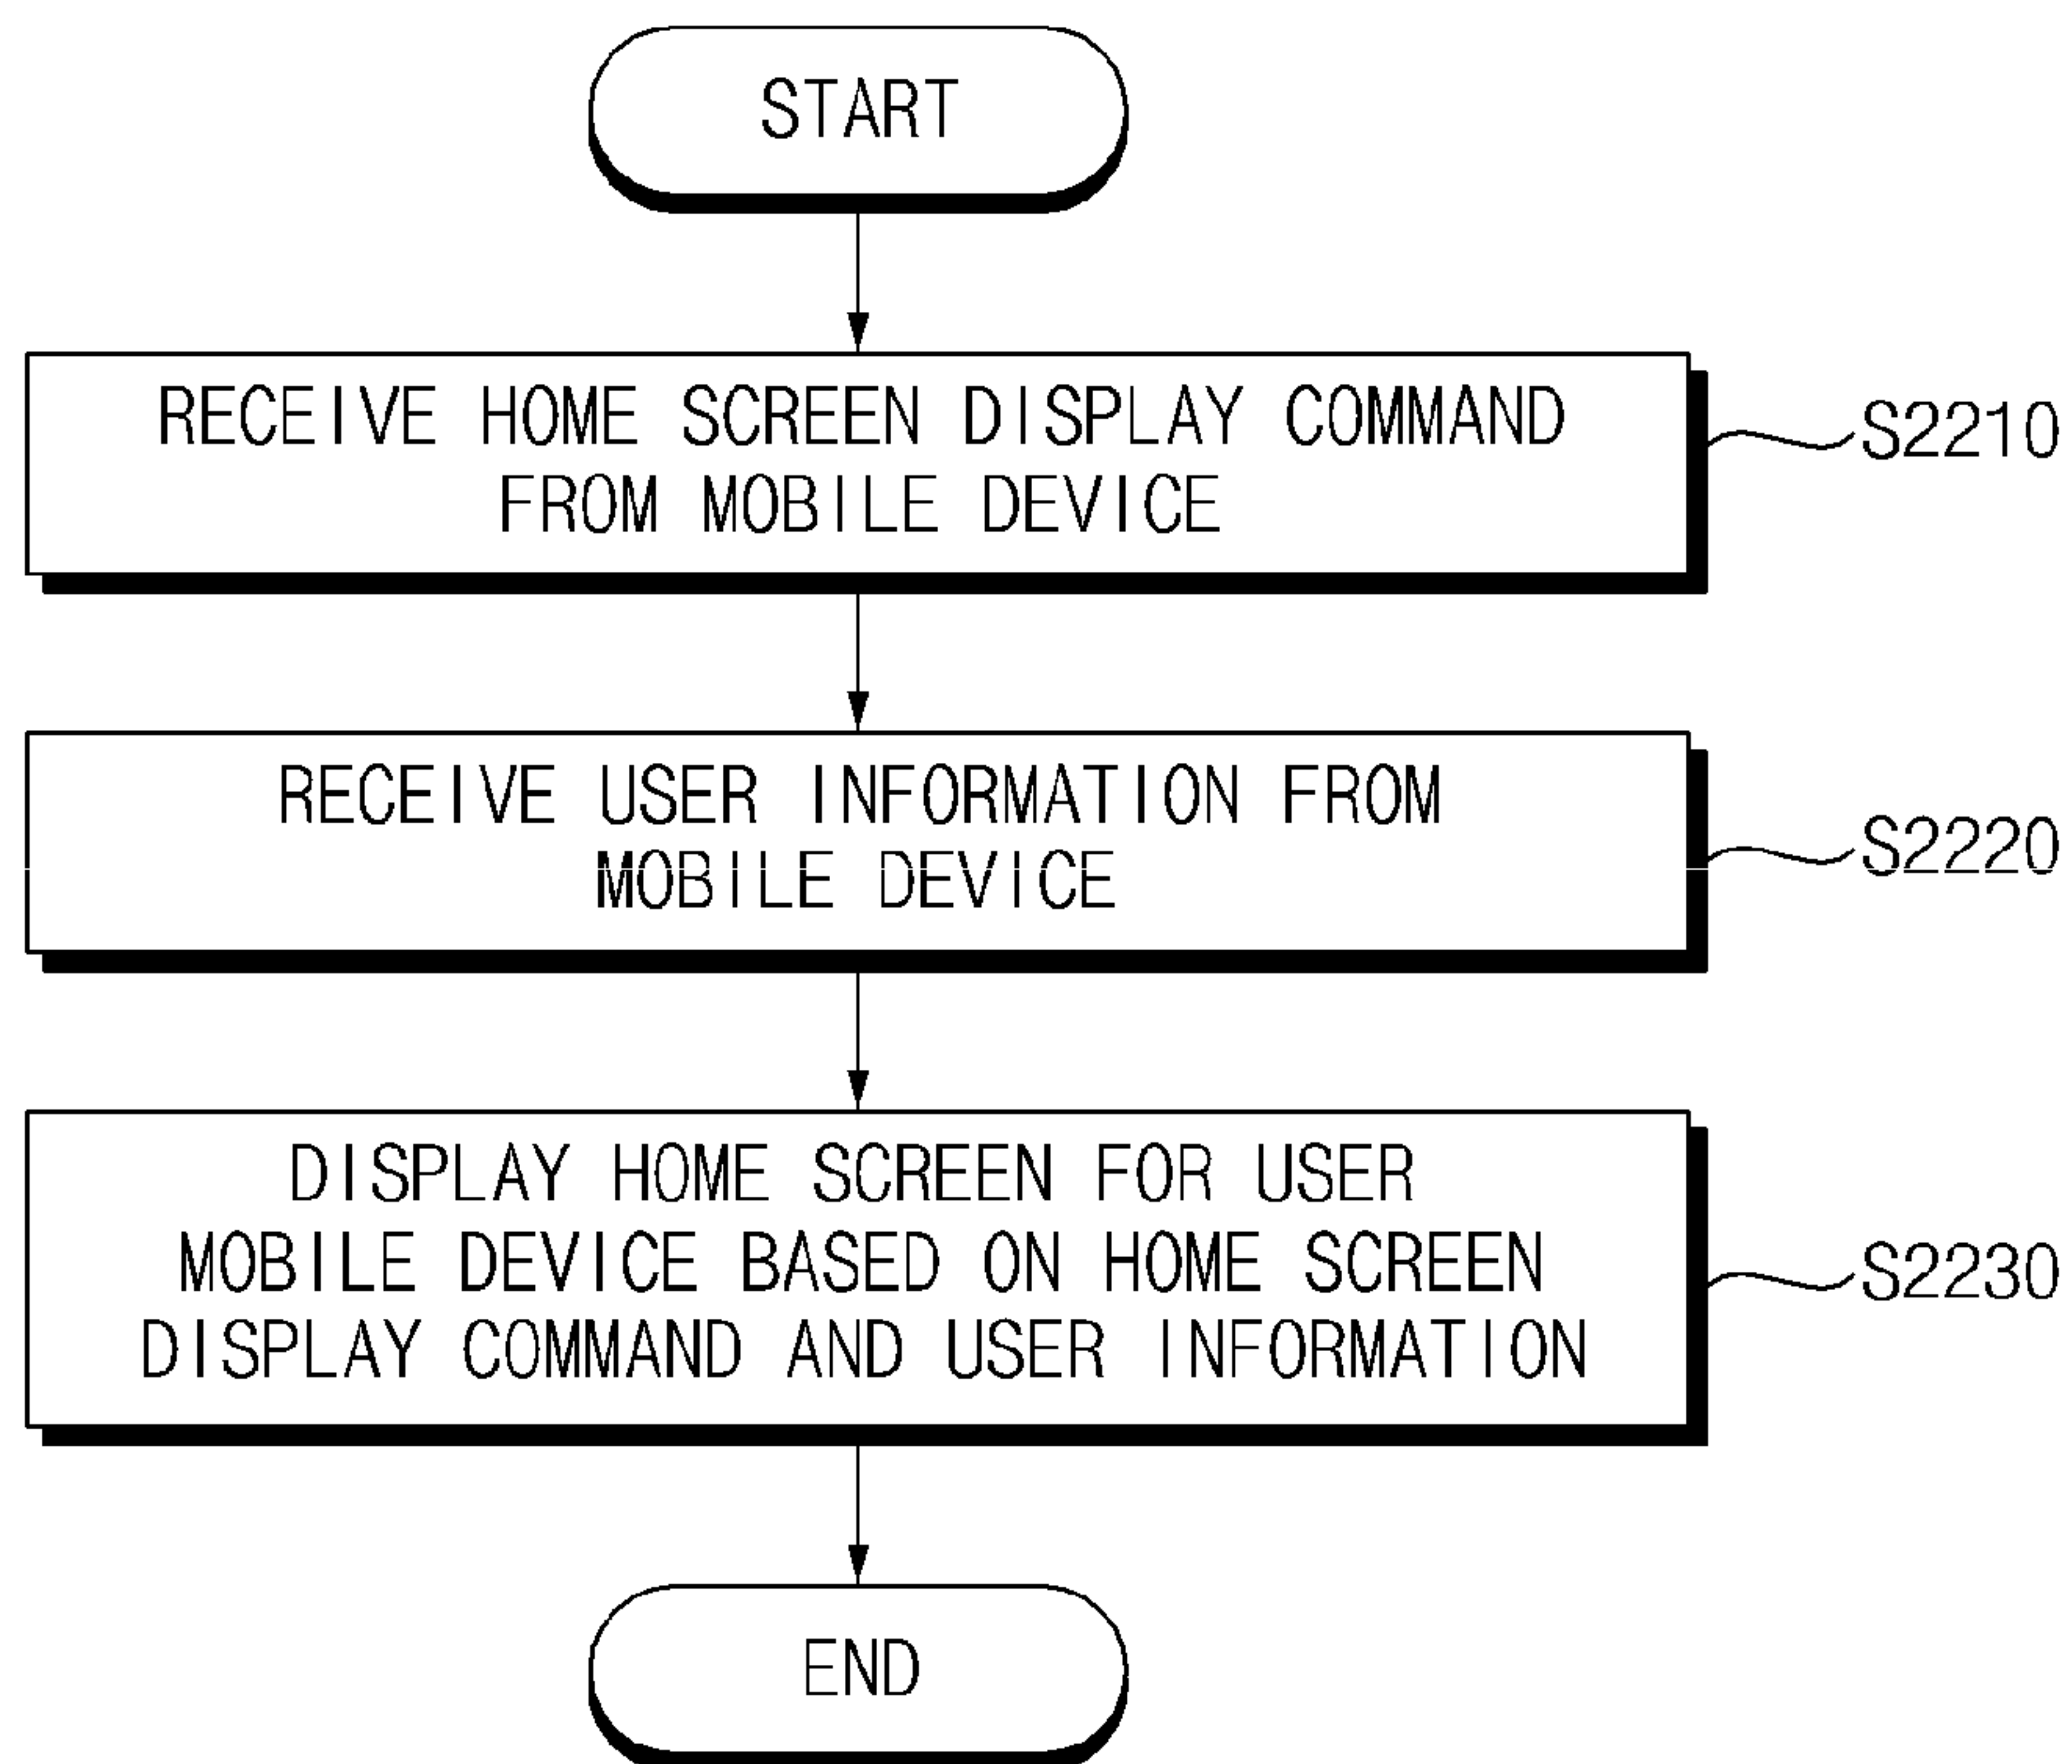 START
RECEIVE HOME SCREEN DISPLAY COMMAND
FROM MOBILE DEVICE
S2210
RECEIVE USER INFORMATION FROM
MOBILE DEVICE
S2220
DISPLAY HOME SCREEN FOR USER
MOBILE DEVICE BASED ON HOME SCREEN
DISPLAY COMMAND AND USER INFORMATION
S2230
END